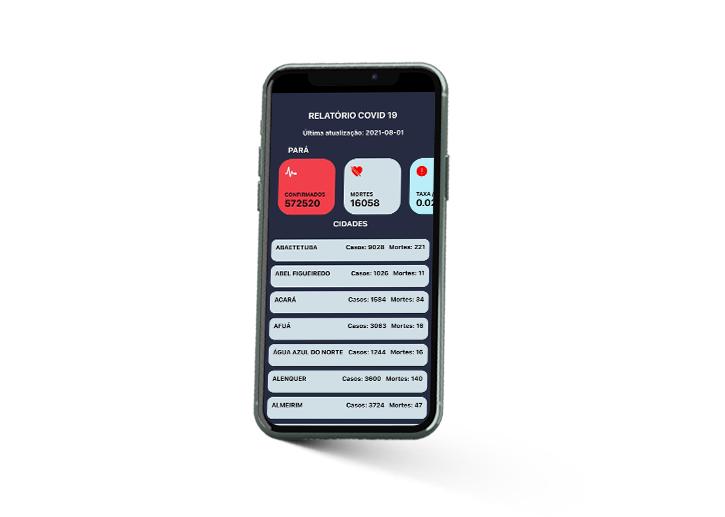 RELATÓRIO COVID 19
Última atualização: 2021-08-01
PARÁ
CONFIRMADOS
572520
MORTES
16058
TAXA
0.02
CIDADES
ABAETETUBA Casos: 9028 Mortes: 221
ABEL FIGUEIREDO Casos: 1026 Mortes: 11
ACARÁ Casos: 1584 Mortes: 34
AFUÁ Casos: 3083 Mortes: 16
ÁGUA AZUL DO NORTE Casos: 1244 Mortes: 16
ALENQUER Casos: 3600 Mortes: 140
ALMEIRIM Casos: 3724 Mortes: 47